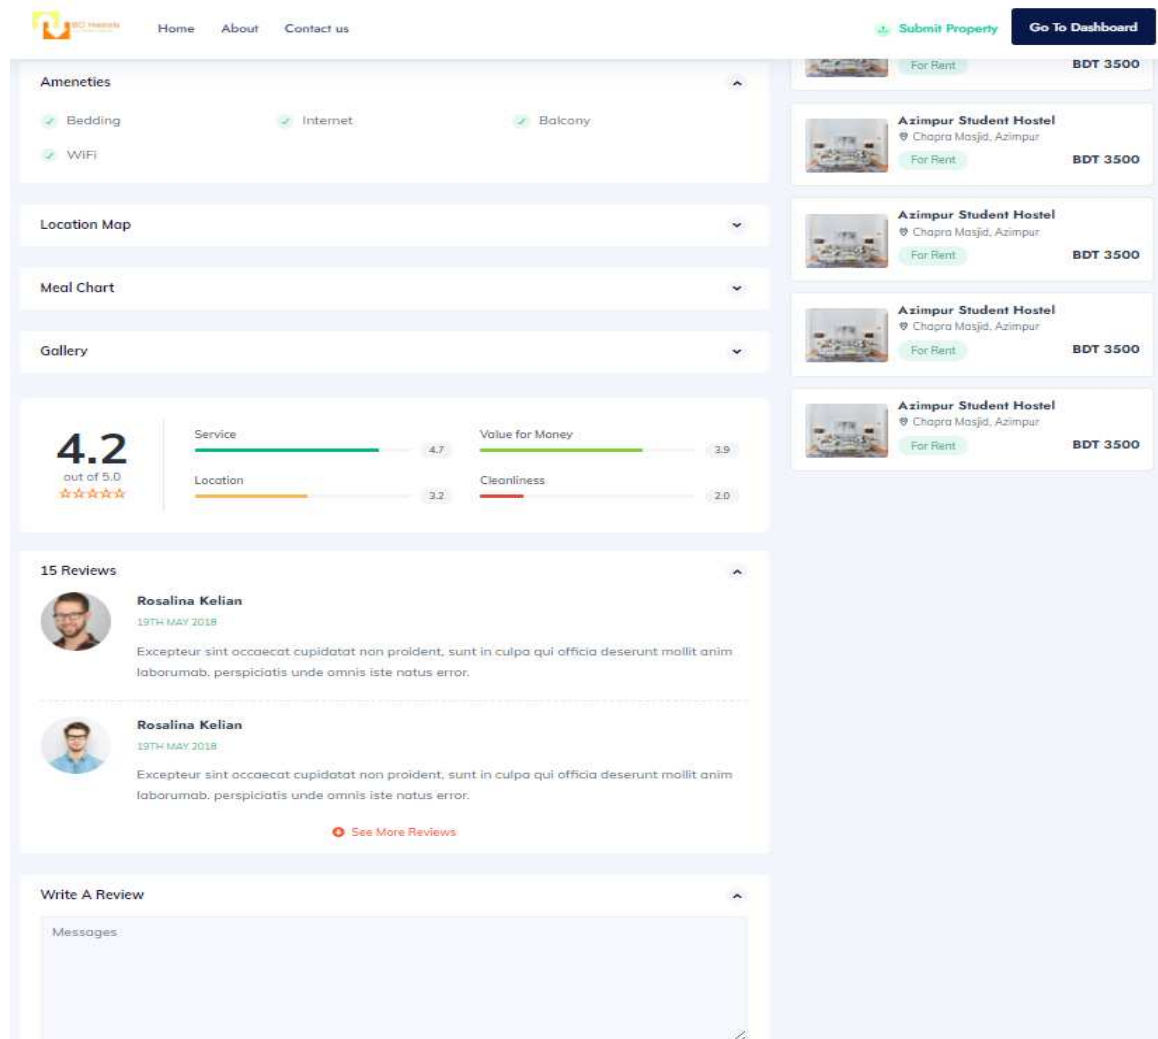 BD Hostels
Home
About
Contact us
Submit Property
Go To Dashboard
Ameneties
Bedding
Internet
Balcony
WiFi
Location Map
Meal Chart
Gallery
4.2
out of 5.0
Service
4.7
Value for Money
3.9
Location
3.2
Cleanliness
2.0
15 Reviews
Rosalina Kelian
19TH MAY 2018
Excepteur sint occaecat cupidatat non proident, sunt in culpa qui officia deserunt mollit anim
laborumab. perspiciatis unde omnis iste natus error.
Rosalina Kelian
19TH MAY 2018
Excepteur sint occaecat cupidatat non proident, sunt in culpa qui officia deserunt mollit anim
laborumab. perspiciatis unde omnis iste natus error.
See More Reviews
Write A Review
Messages
For Rent
BDT 3500
Azimpur Student Hostel
Chapra Masjid, Azimpur
For Rent
BDT 3500
Azimpur Student Hostel
Chapra Masjid, Azimpur
For Rent
BDT 3500
Azimpur Student Hostel
Chapra Masjid, Azimpur
For Rent
BDT 3500
Azimpur Student Hostel
Chapra Masjid, Azimpur
For Rent
BDT 3500